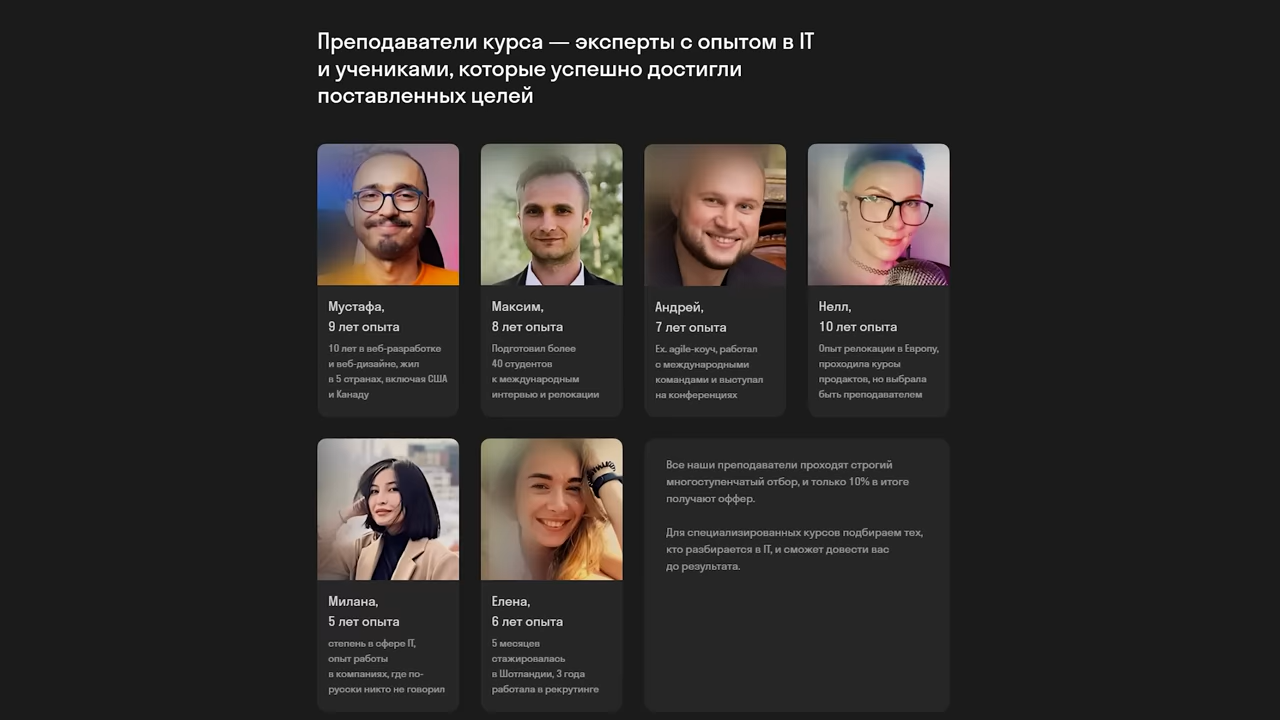 Преподаватели курса — эксперты с опытом в IT
и учениками, которые успешно достигли
поставленных целей
Мустафа,
9 лет опыта
10 лет в веб-разработке
и веб-дизайне, жил
в 5 странах, включая США
и Канаду
Максим,
8 лет опыта
Подготовил более
40 студентов
к международным
интервью и релокации
Андрей,
7 лет опыта
Ex. agile-коуч, работал
с международными
командами и выступал
на конференциях
Нелл,
10 лет опыта
Опыт релокации в Европу,
проходила курсы
продактов, но выбрала
быть преподавателем
Милана,
5 лет опыта
степень в сфере IT,
опыт работы
в компаниях, где по-
русски никто не говорил
Елена,
6 лет опыта
5 месяцев
стажировалась
в Шотландии, 3 года
работала в рекрутинге
Все наши преподаватели проходят строгий
многоступенчатый отбор, и только 10% в итоге
получают оффер.
Для специализированных курсов подбираем тех,
кто разбирается в IT, и сможет довести вас
до результата.